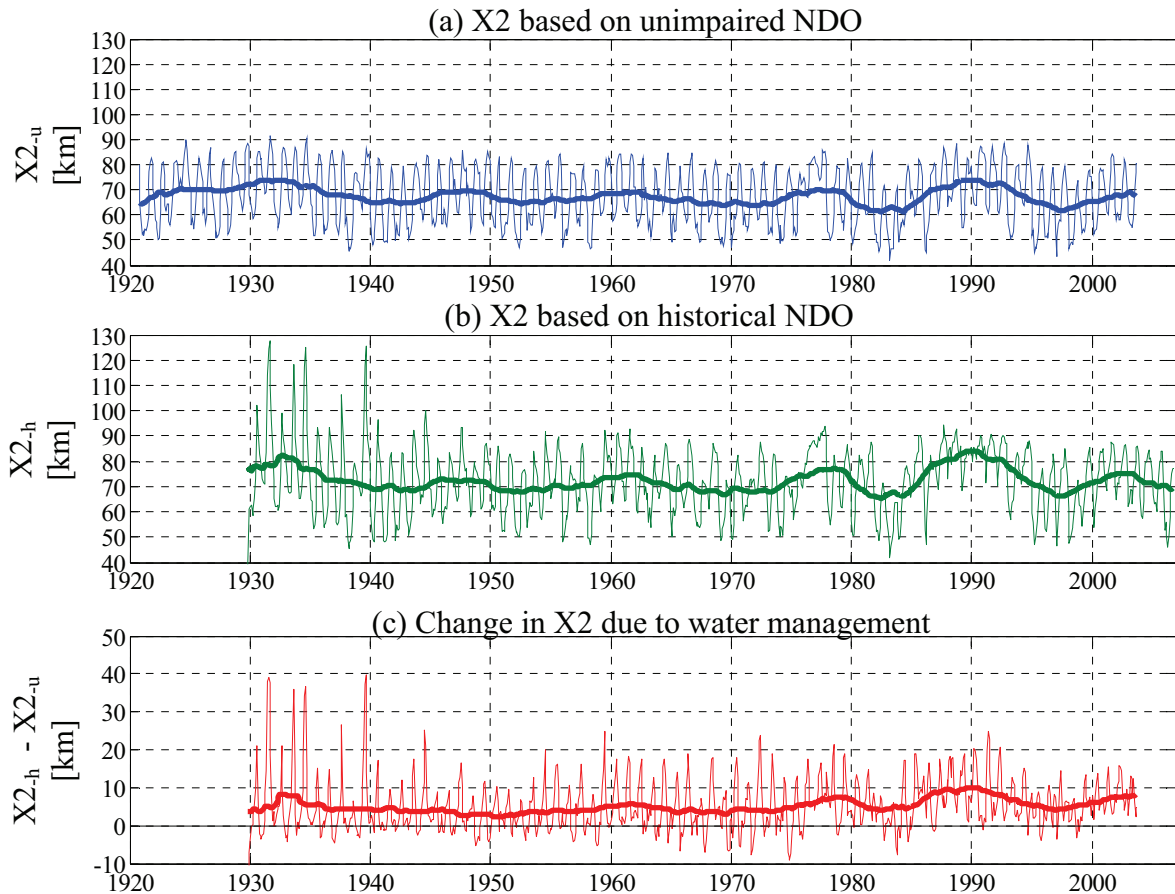 (a) X2 based on unimpaired NDO
130
120
110
100
90
80
70
60
50
40
X2-u
[km]
1920 1930 1940 1950 1960 1970 1980 1990 2000
(b) X2 based on historical NDO
130
120
110
100
90
80
70
60
50
40
X2-h
[km]
1920 1930 1940 1950 1960 1970 1980 1990 2000
(c) Change in X2 due to water management
50
40
30
20
10
5
0
-10
X2-h - X2-u
[km]
1920 1930 1940 1950 1960 1970 1980 1990 2000